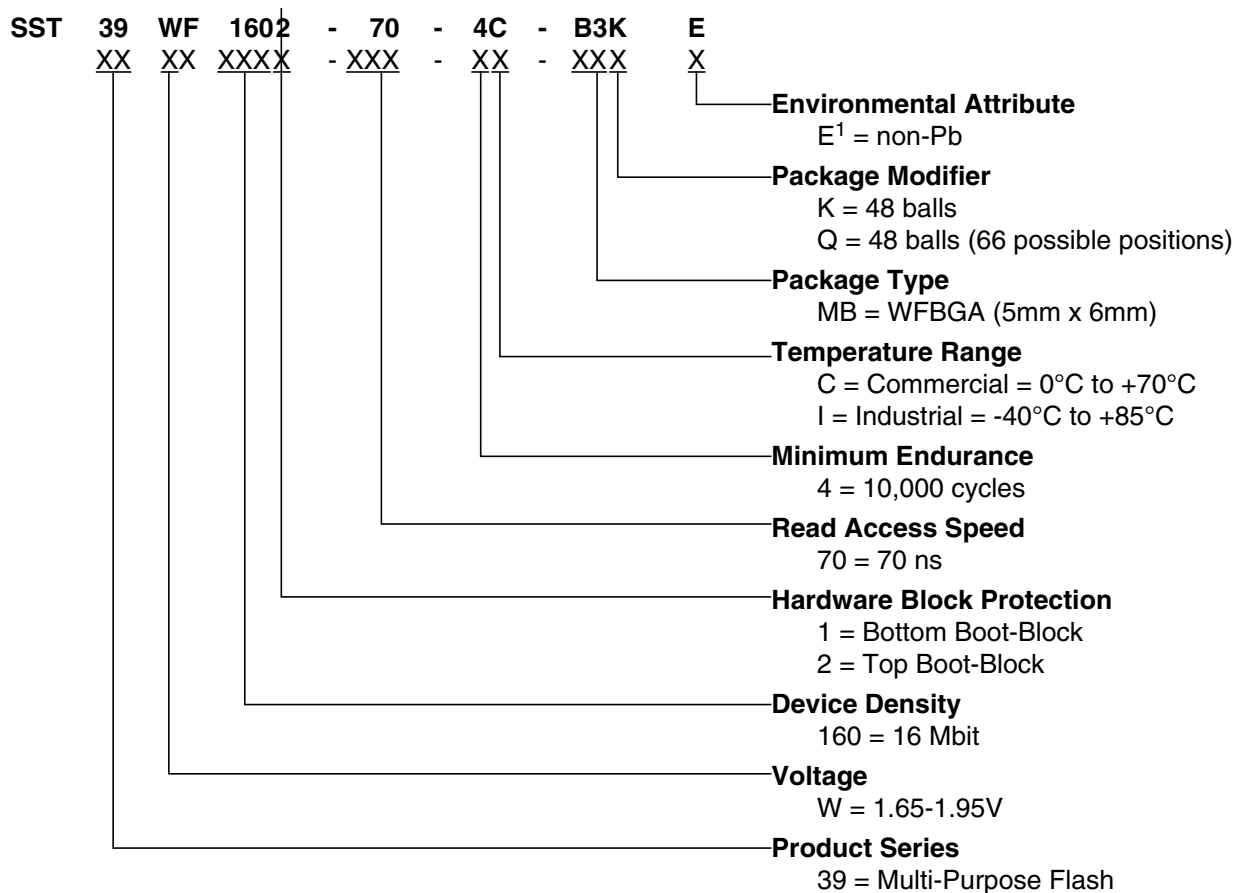 SST 39 WF 1602 - 70 - 4C - B3K E
XX XX XXXX - XXX - XX - XXX X
Environmental Attribute
E1 = non-Pb
Package Modifier
K = 48 balls
Q = 48 balls (66 possible positions)
Package Type
MB = WFBGA (5mm x 6mm)
Temperature Range
C = Commercial = 0°C to +70°C
I = Industrial = -40°C to +85°C
Minimum Endurance
4 = 10,000 cycles
Read Access Speed
70 = 70 ns
Hardware Block Protection
1 = Bottom Boot-Block
2 = Top Boot-Block
Device Density
160 = 16 Mbit
Voltage
W = 1.65-1.95V
Product Series
39 = Multi-Purpose Flash